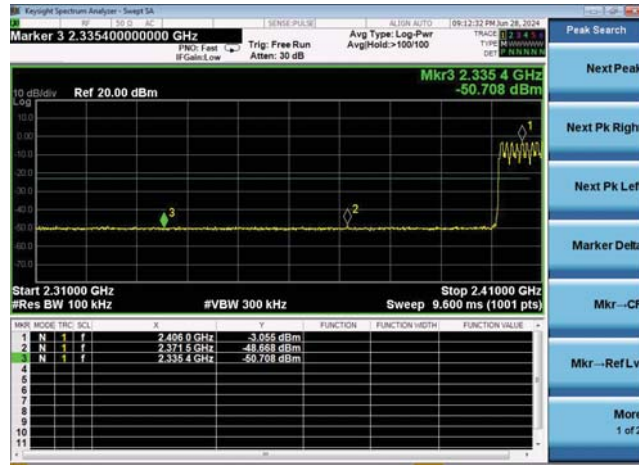 Keysight Spectrum Analyzer - Swept SA
RF 50 Ω AC SENSE:PULSE ALIGN AUTO 09:12:32 PM Jun 28, 2024
Marker 3 2.335400000000 GHz
PNO: Fast
IFGain:Low
Trig: Free Run
Atten: 30 dB
Avg Type: Log-Pwr
Avg|Hold:>100/100
TRACE 1 2 3 4 5 6
TYPE M WWWWW
DET P N N N N N
Peak Search
Mkr3 2.335 4 GHz
-50.708 dBm
10 dB/div Ref 20.00 dBm
Log
10.0
0.00
-10.0
-20.0
-30.0
-40.0
-50.0
-60.0
-70.0
1
2
3
Start 2.31000 GHz Stop 2.41000 GHz
#Res BW 100 kHz #VBW 300 kHz Sweep 9.600 ms (1001 pts)
MKR MODE TRC SCL X Y FUNCTION FUNCTION WIDTH FUNCTION VALUE
1 N 1 f 2.406 0 GHz -3.055 dBm
2 N 1 f 2.371 5 GHz -48.668 dBm
3 N 1 f 2.335 4 GHz -50.708 dBm
4
5
6
7
8
9
10
11
Next Peak
Next Pk Righ
Next Pk Lef
Marker Delta
Mkr→CF
Mkr→Ref Lv
More
1 of 2